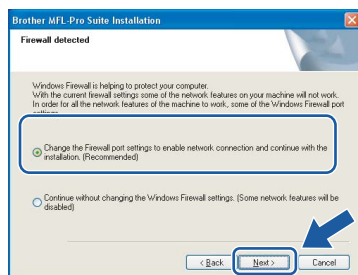 Brother MFL-Pro Suite Installation
Firewall detected
Windows Firewall is helping to protect your computer.
With the current firewall settings some of the network features on your machine will not work.
In order for all the network features of the machine to work, some of the Windows Firewall port
settings
Change the Firewall port settings to enable network connection and continue with the
installation. (Recommended)
Continue without changing the Windows Firewall settings. (Some network features will be
disabled)
< Back
Next >
Cancel